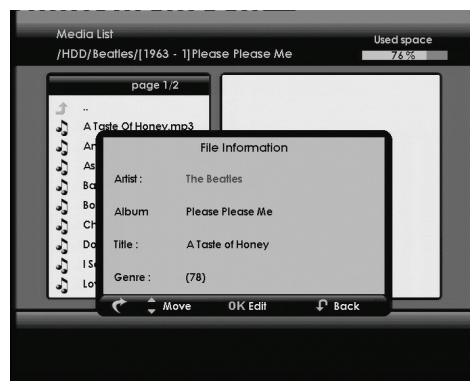 Media List
/HDD/Beatles/[1963 - 1]Please Please Me
Used space
76%
page 1/2
..
A Taste Of Honey.mp3
File Information
Artist : The Beatles
Album Please Please Me
Title : A Taste of Honey
Genre : (78)
Move OK Edit Back